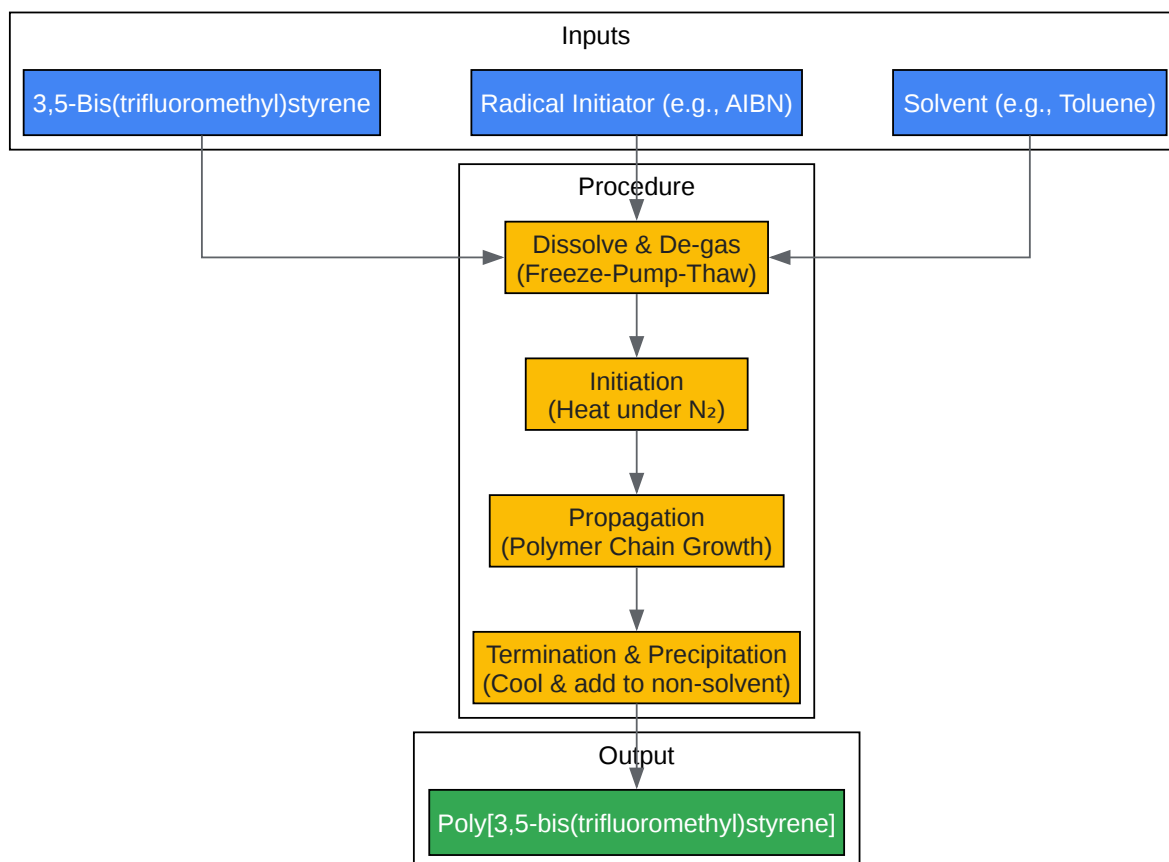 Inputs
3,5-Bis(trifluoromethyl)styrene
Radical Initiator (e.g., AIBN)
Solvent (e.g., Toluene)
Procedure
Dissolve & De-gas
(Freeze-Pump-Thaw)
Initiation
(Heat under N₂)
Propagation
(Polymer Chain Growth)
Termination & Precipitation
(Cool & add to non-solvent)
Output
Poly[3,5-bis(trifluoromethyl)styrene]